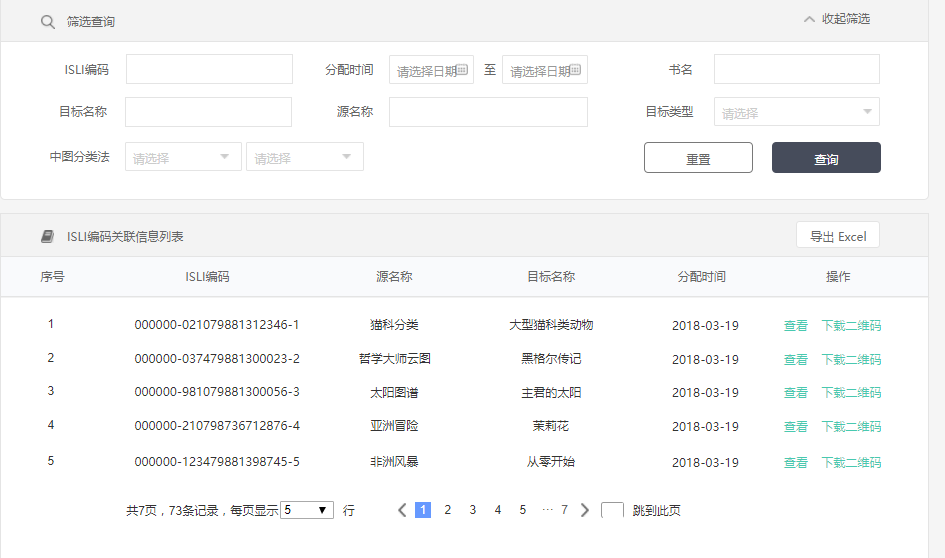 筛选查询 收起筛选
ISLI编码 分配时间 请选择日期 至 请选择日期 书名
目标名称 源名称 目标类型 请选择
中图分类法 请选择 请选择 重置 查询
ISLI编码关联信息列表 导出 Excel
序号 ISLI编码 源名称 目标名称 分配时间 操作
1 000000-021079881312346-1 猫科分类 大型猫科类动物 2018-03-19 查看 下载二维码
2 000000-037479881300023-2 哲学大师云图 黑格尔传记 2018-03-19 查看 下载二维码
3 000000-981079881300056-3 太阳图谱 主君的太阳 2018-03-19 查看 下载二维码
4 000000-210798736712876-4 亚洲冒险 茉莉花 2018-03-19 查看 下载二维码
5 000000-123479881398745-5 非洲风暴 从零开始 2018-03-19 查看 下载二维码
共7页，73条记录，每页显示 5 行 1 2 3 4 5 ··· 7 跳到此页